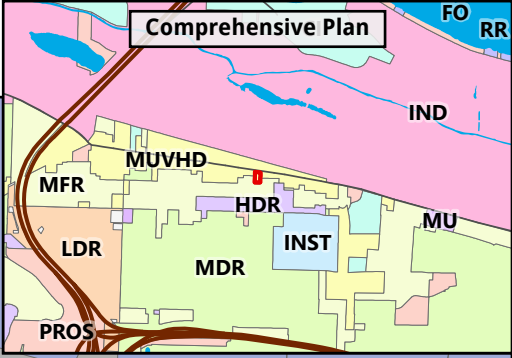 Comprehensive Plan
FO
RR
IND
MUVHD
MFR
HDR
MU
LDR
INST
MDR
PROS